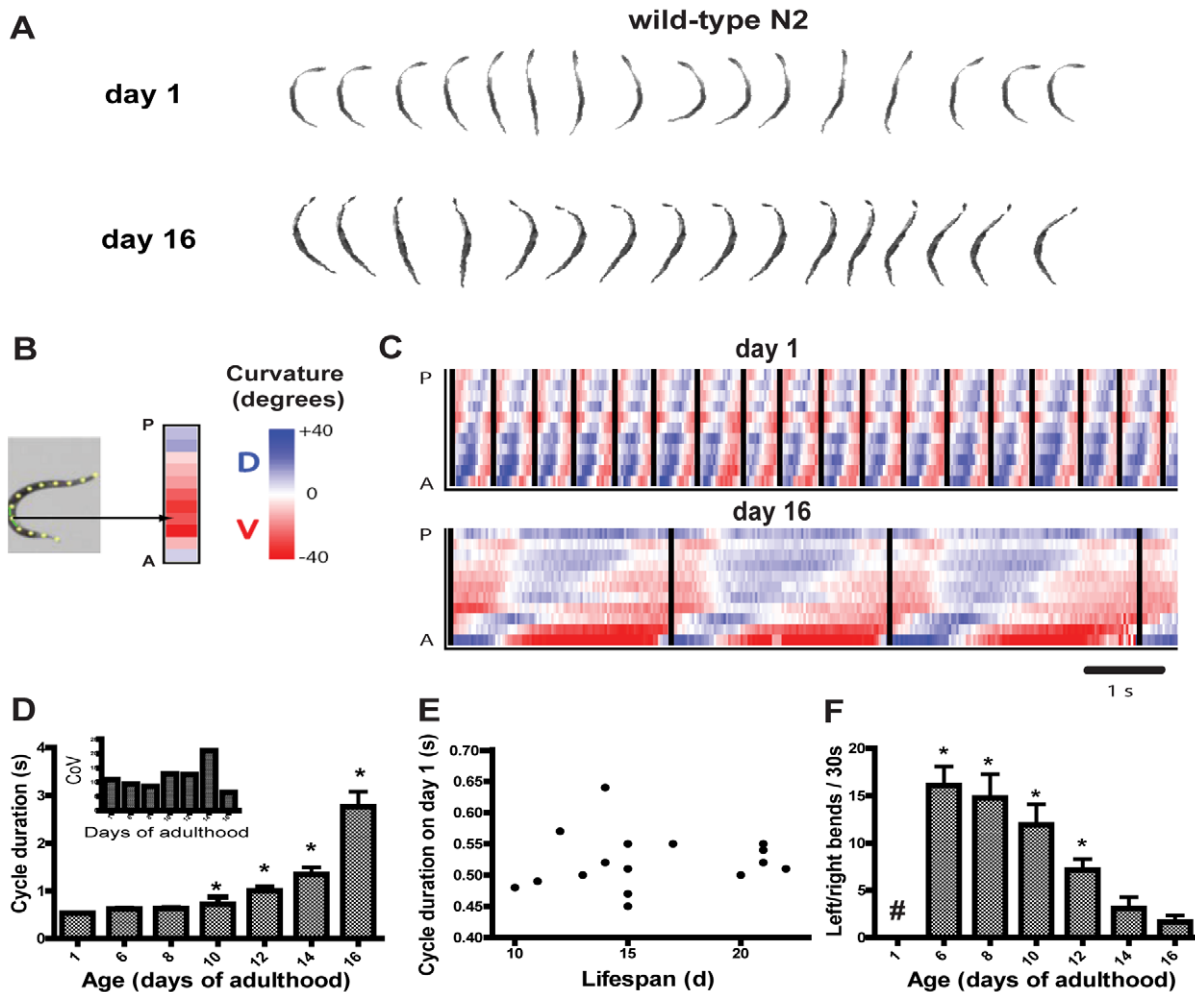 A
wild-type N2
day 1
day 16
B
P
A
Curvature
(degrees)
D
V
+40
0
-40
C
day 1
P
A
day 16
P
A
1 s
D
Cycle duration (s)
4
3
2
1
0
CoV
Days of adulthood
* * * *
1 6 8 10 12 14 16
Age (days of adulthood)
E
Cycle duration on day 1 (s)
0.70
0.65
0.60
0.55
0.50
0.45
0.40
10 15 20
Lifespan (d)
F
Left/right bends / 30s
20
15
10
5
0
#
* * * *
1 6 8 10 12 14 16
Age (days of adulthood)